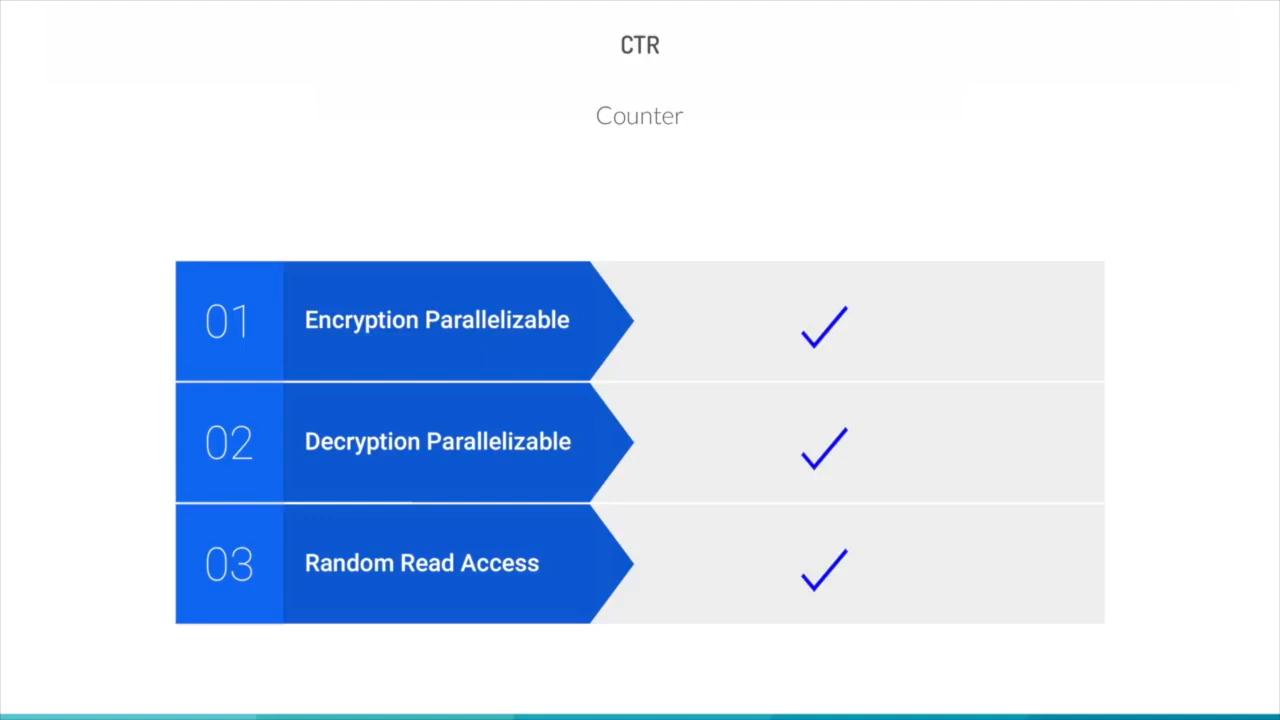 CTR
Counter
01 Encryption Parallelizable
02 Decryption Parallelizable
03 Random Read Access